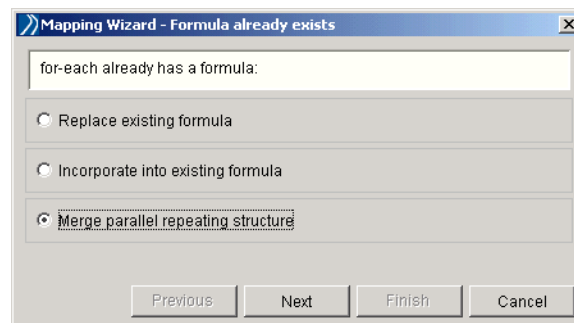 Mapping Wizard - Formula already exists
for-each already has a formula:
Replace existing formula
Incorporate into existing formula
Merge parallel repeating structure
Previous Next Finish Cancel